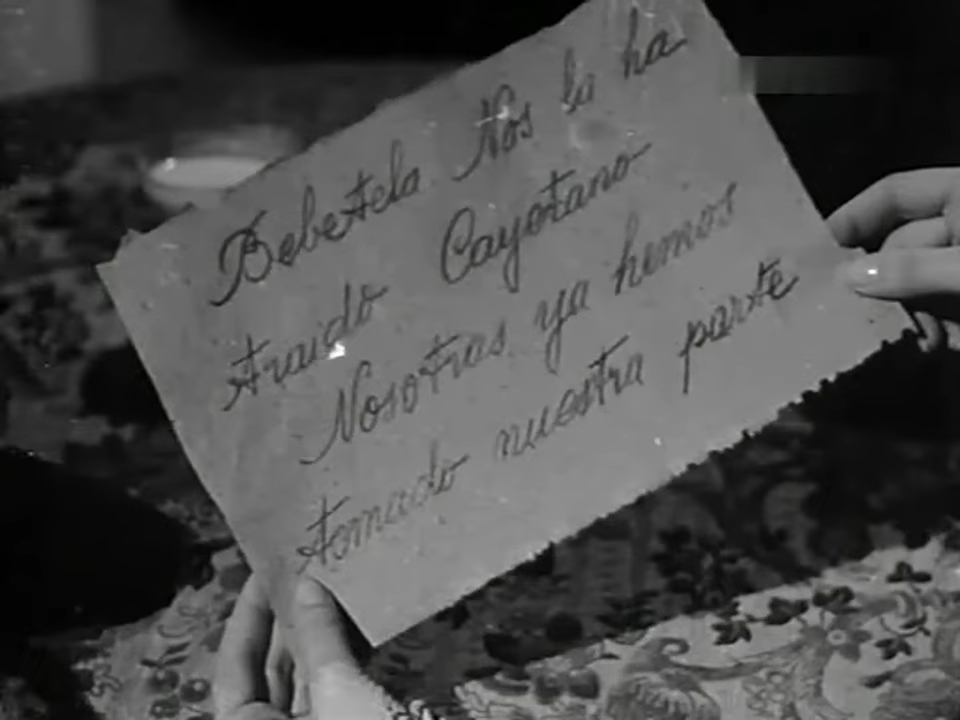 Bebetela Nos la ha
traido Cayetano
Nosotras ya hemos
tomado nuestra parte